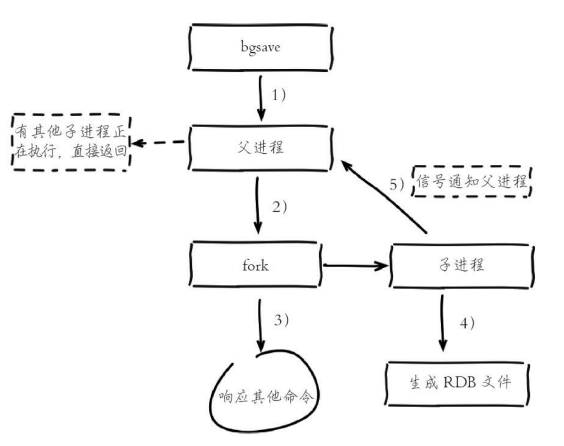 bgsave
1)
有其他子进程正
在执行，直接返回
父进程
5)
信号通知父进程
2)
fork
子进程
3)
4)
响应其他命令
生成 RDB 文件